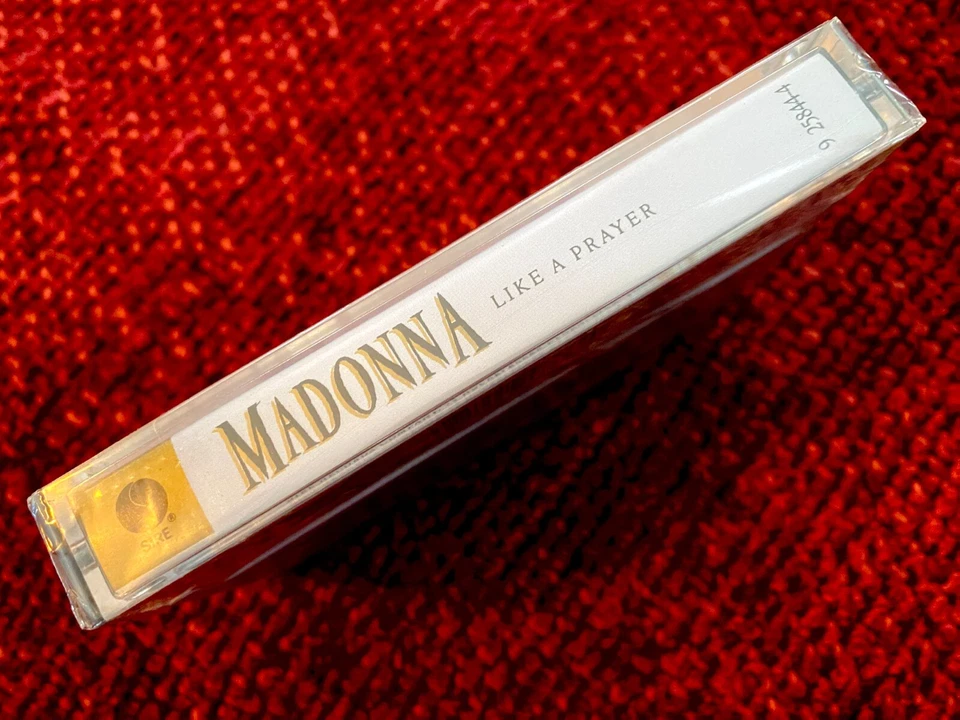 SIRE®
MADONNA
LIKE A PRAYER
9 25844-4